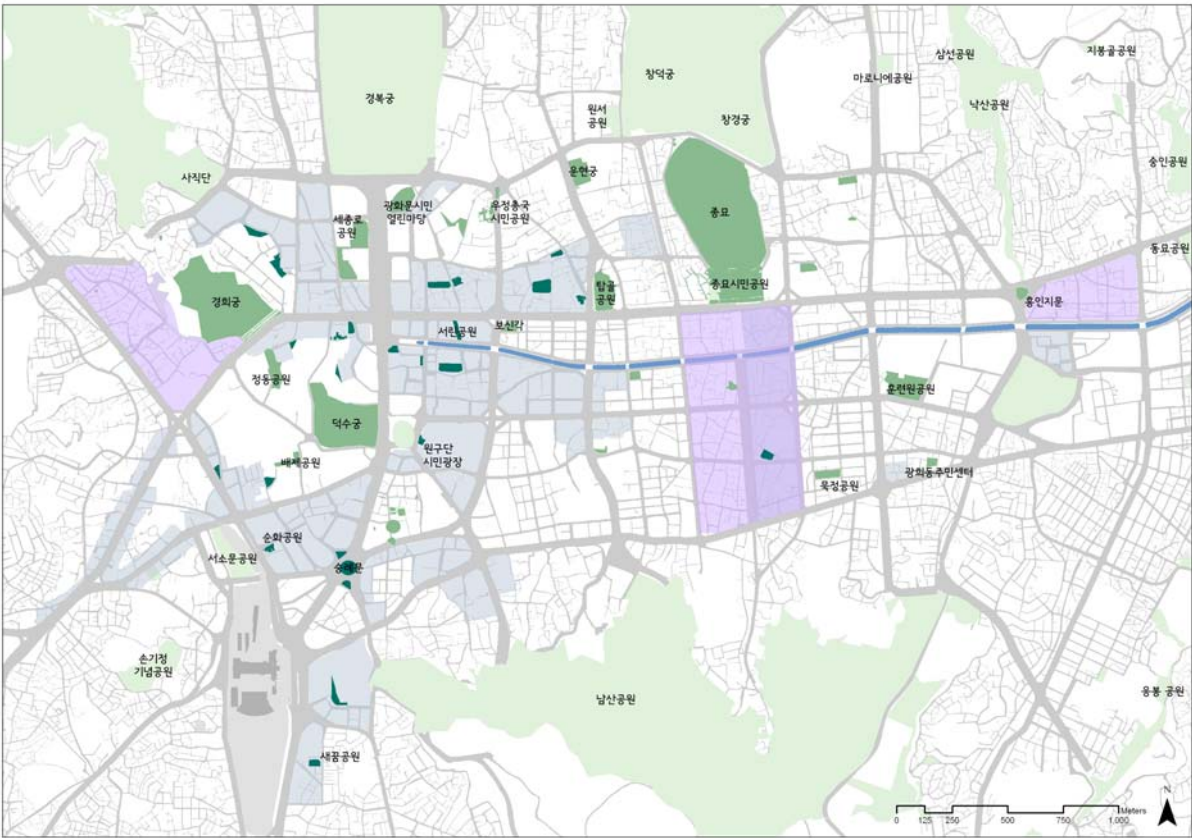 삼선공원
지봉골공원
창덕궁
마로니에공원
경복궁
낙산공원
원서
공원
창경궁
숭인공원
운현궁
사직단
광화문시민
열린마당
우정총국
시민공원
종묘
세종로
공원
동묘공원
종묘시민공원
탑골
공원
경희궁
흥인지문
서린공원
보신각
정동공원
훈련원공원
덕수궁
원구단
시민광장
배재공원
광희동주민센터
묵정공원
순화공원
서소문공원
숭례문
손기정
기념공원
남산공원
응봉 공원
새꿈공원
N
Meters
0 125 250 500 750 1,000